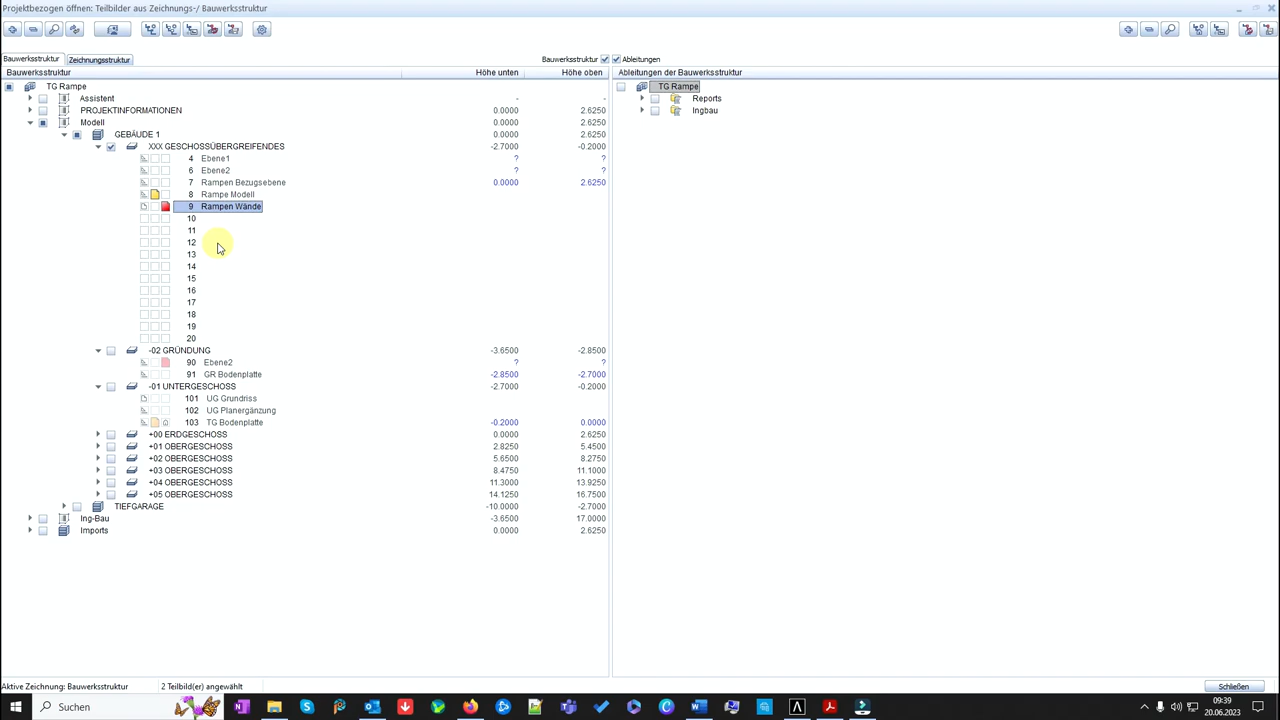 Projektbezogen öffnen: Teilbilder aus Zeichnungs-/ Bauwerksstruktur
Bauwerksstruktur Zeichnungsstruktur Bauwerksstruktur Ableitungen
Bauwerksstruktur Höhe unten Höhe oben Ableitungen der Bauwerksstruktur
TG Rampe TG Rampe
Assistent - - Reports
PROJEKTINFORMATIONEN 0.0000 2.6250 Ingbau
Modell 0.0000 2.6250
GEBÄUDE 1 0.0000 2.6250
XXX GESCHOSSÜBERGREIFENDES -2.7000 -0.2000
4 Ebene1 ? ?
6 Ebene2 ? ?
7 Rampen Bezugsebene 0.0000 2.6250
8 Rampe Modell
9 Rampen Wände
10
11
12
13
14
15
16
17
18
19
20
-02 GRÜNDUNG -3.6500 -2.8500
90 Ebene2 ? ?
91 GR Bodenplatte -2.8500 -2.7000
-01 UNTERGESCHOSS -2.7000 -0.2000
101 UG Grundriss
102 UG Planergänzung
103 TG Bodenplatte -0.2000 0.0000
+00 ERDGESCHOSS 0.0000 2.6250
+01 OBERGESCHOSS 2.8250 5.4500
+02 OBERGESCHOSS 5.6500 8.2750
+03 OBERGESCHOSS 8.4750 11.1000
+04 OBERGESCHOSS 11.3000 13.9250
+05 OBERGESCHOSS 14.1250 16.7500
TIEFGARAGE -10.0000 -2.7000
Ing-Bau -3.6500 17.0000
Imports 0.0000 2.6250
Aktive Zeichnung: Bauwerksstruktur 2 Teilbild(er) angewählt Schließen
Suchen 09:39
20.06.2023